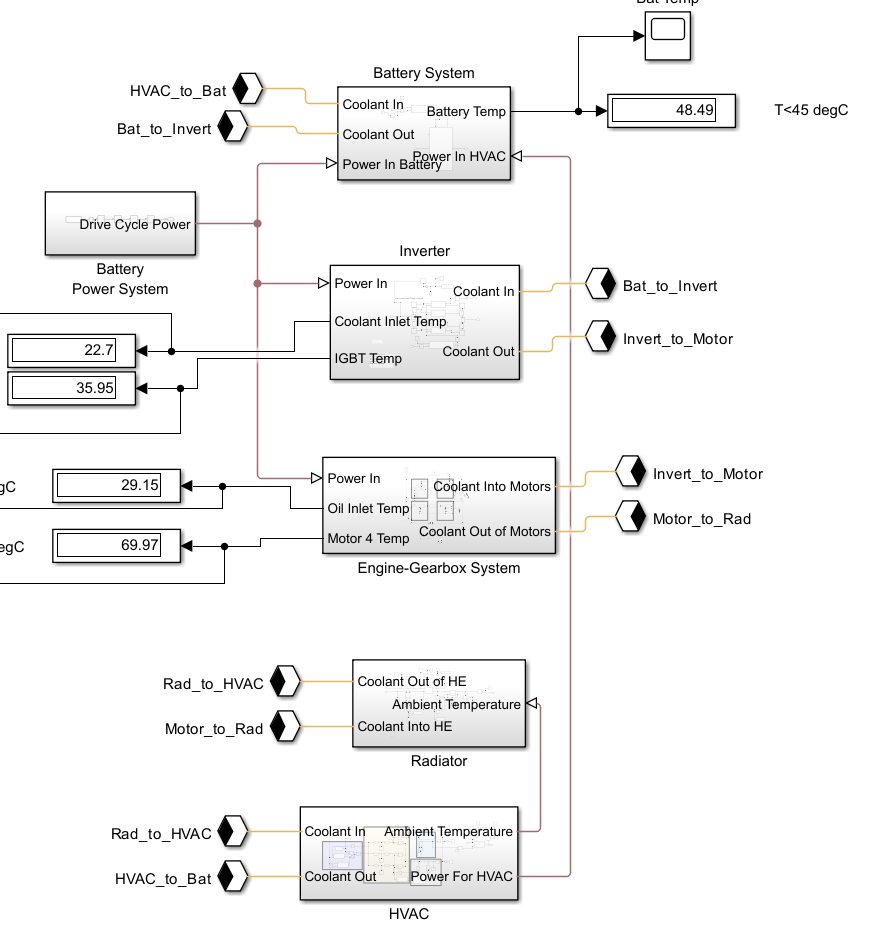 Bat Temp
Battery System
HVAC_to_Bat
Coolant In
Battery Temp
48.49
T<45 degC
Bat_to_Invert
Coolant Out
Power In HVAC
Power In Battery
Drive Cycle Power
Battery
Power System
Inverter
Power In
Coolant In
Bat_to_Invert
Coolant Inlet Temp
22.7
Coolant Out
Invert_to_Motor
IGBT Temp
35.95
Power In
Coolant Into Motors
Invert_to_Motor
gC
29.15
Oil Inlet Temp
Coolant Out of Motors
Motor_to_Rad
egC
69.97
Motor 4 Temp
Engine-Gearbox System
Rad_to_HVAC
Coolant Out of HE
Ambient Temperature
Motor_to_Rad
Coolant Into HE
Radiator
Rad_to_HVAC
Coolant In
Ambient Temperature
HVAC_to_Bat
Coolant Out
Power For HVAC
HVAC